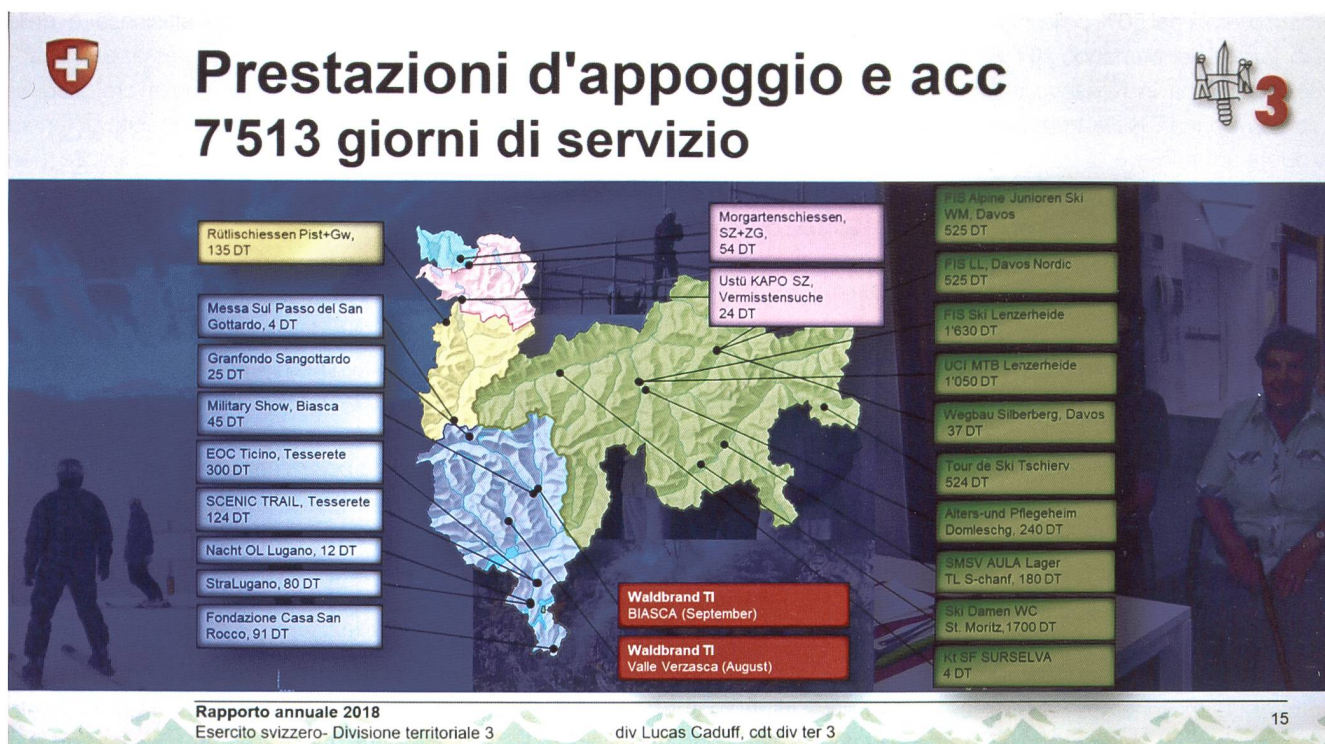 Prestazioni d'appoggio e acc
7'513 giorni di servizio
3
Rütlischiessen Pist+Gw,
135 DT
Messa Sul Passo del San
Gottardo, 4 DT
Granfondo Sangottardo
25 DT
Military Show, Biasca
45 DT
EOC Ticino, Tesserete
300 DT
SCENIC TRAIL, Tesserete
124 DT
Nacht OL Lugano, 12 DT
StraLugano, 80 DT
Fondazione Casa San
Rocco, 91 DT
Morgartenschiessen,
SZ+ZG,
54 DT
Ustü KAPO SZ,
Vermisstensuche
24 DT
Waldbrand TI
BIASCA (September)
Waldbrand TI
Valle Verzasca (August)
FIS Alpine Junioren Ski
WM, Davos
525 DT
FIS LL, Davos Nordic
525 DT
FIS Ski Lenzerheide
1'630 DT
UCI MTB Lenzerheide
1'050 DT
Wegbau Silberberg, Davos
37 DT
Tour de Ski Tschierv
524 DT
Alters-und Pflegeheim
Domleschg, 240 DT
SMSV AULA Lager
TL S-chanf, 180 DT
Ski Damen WC
St. Moritz,1700 DT
Kt SF SURSELVA
4 DT
Rapporto annuale 2018
Esercito svizzero- Divisione territoriale 3
div Lucas Caduff, cdt div ter 3
15